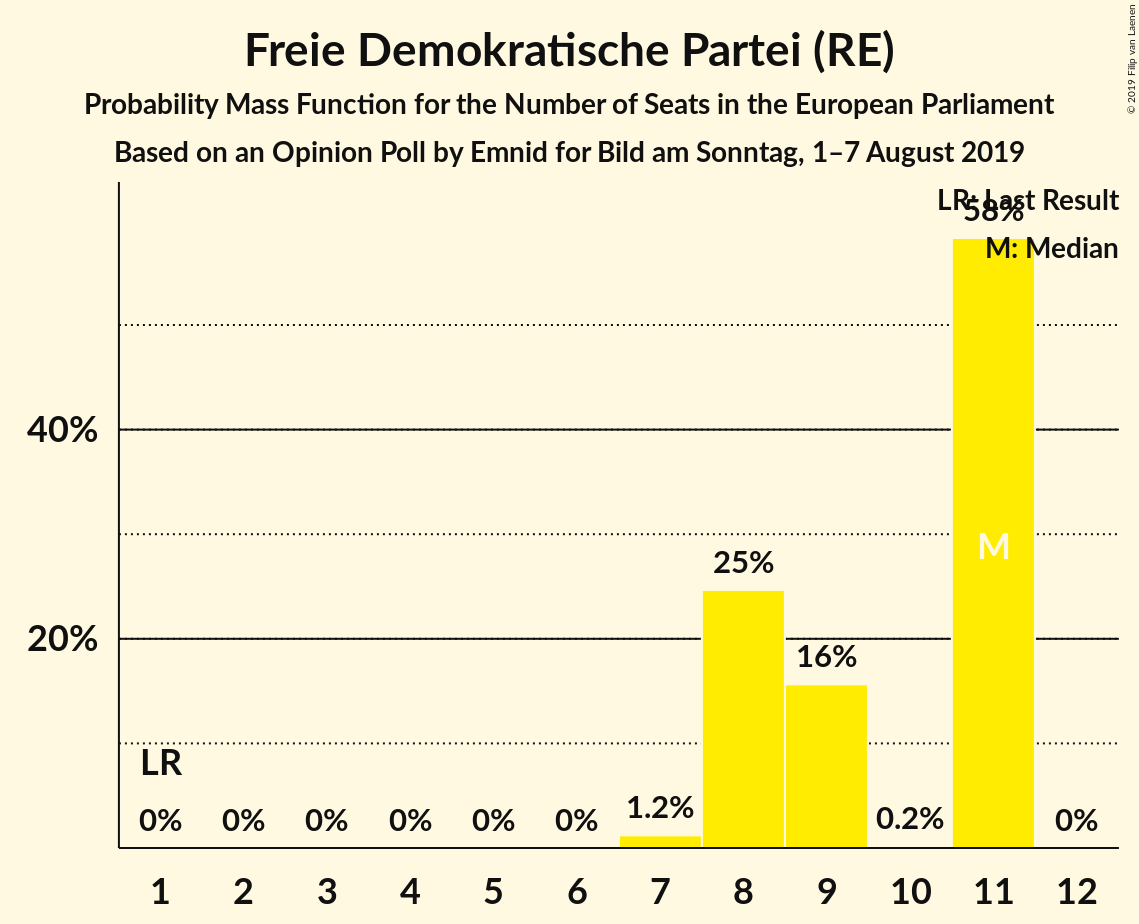 Freie Demokratische Partei (RE)
Probability Mass Function for the Number of Seats in the European Parliament
Based on an Opinion Poll by Emnid for Bild am Sonntag, 1–7 August 2019
© 2019 Filip van Laenen
LR: Last Result
58%
M: Median
40%
M
25%
20%
16%
LR
0% 0% 0% 0% 0% 0% 1.2% 0.2% 0%
1 2 3 4 5 6 7 8 9 10 11 12